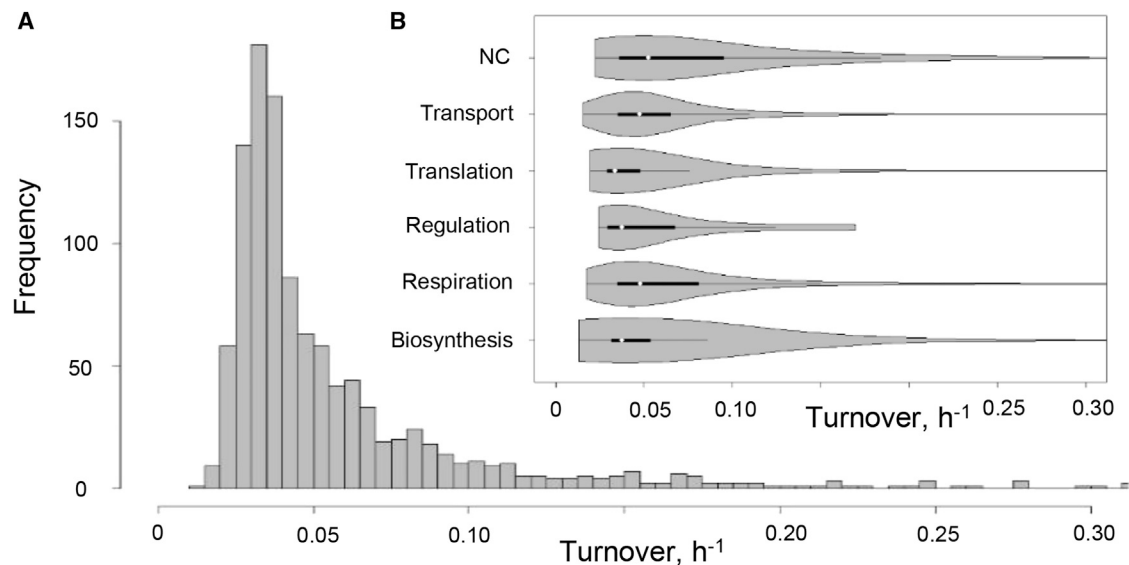 A
B
NC
Transport
Translation
Regulation
Respiration
Biosynthesis
0 0.05 0.10 0.25 0.30
Turnover, h-1
Frequency
150
100
50
0
0 0.05 0.10 0.20 0.25 0.30
Turnover, h-1